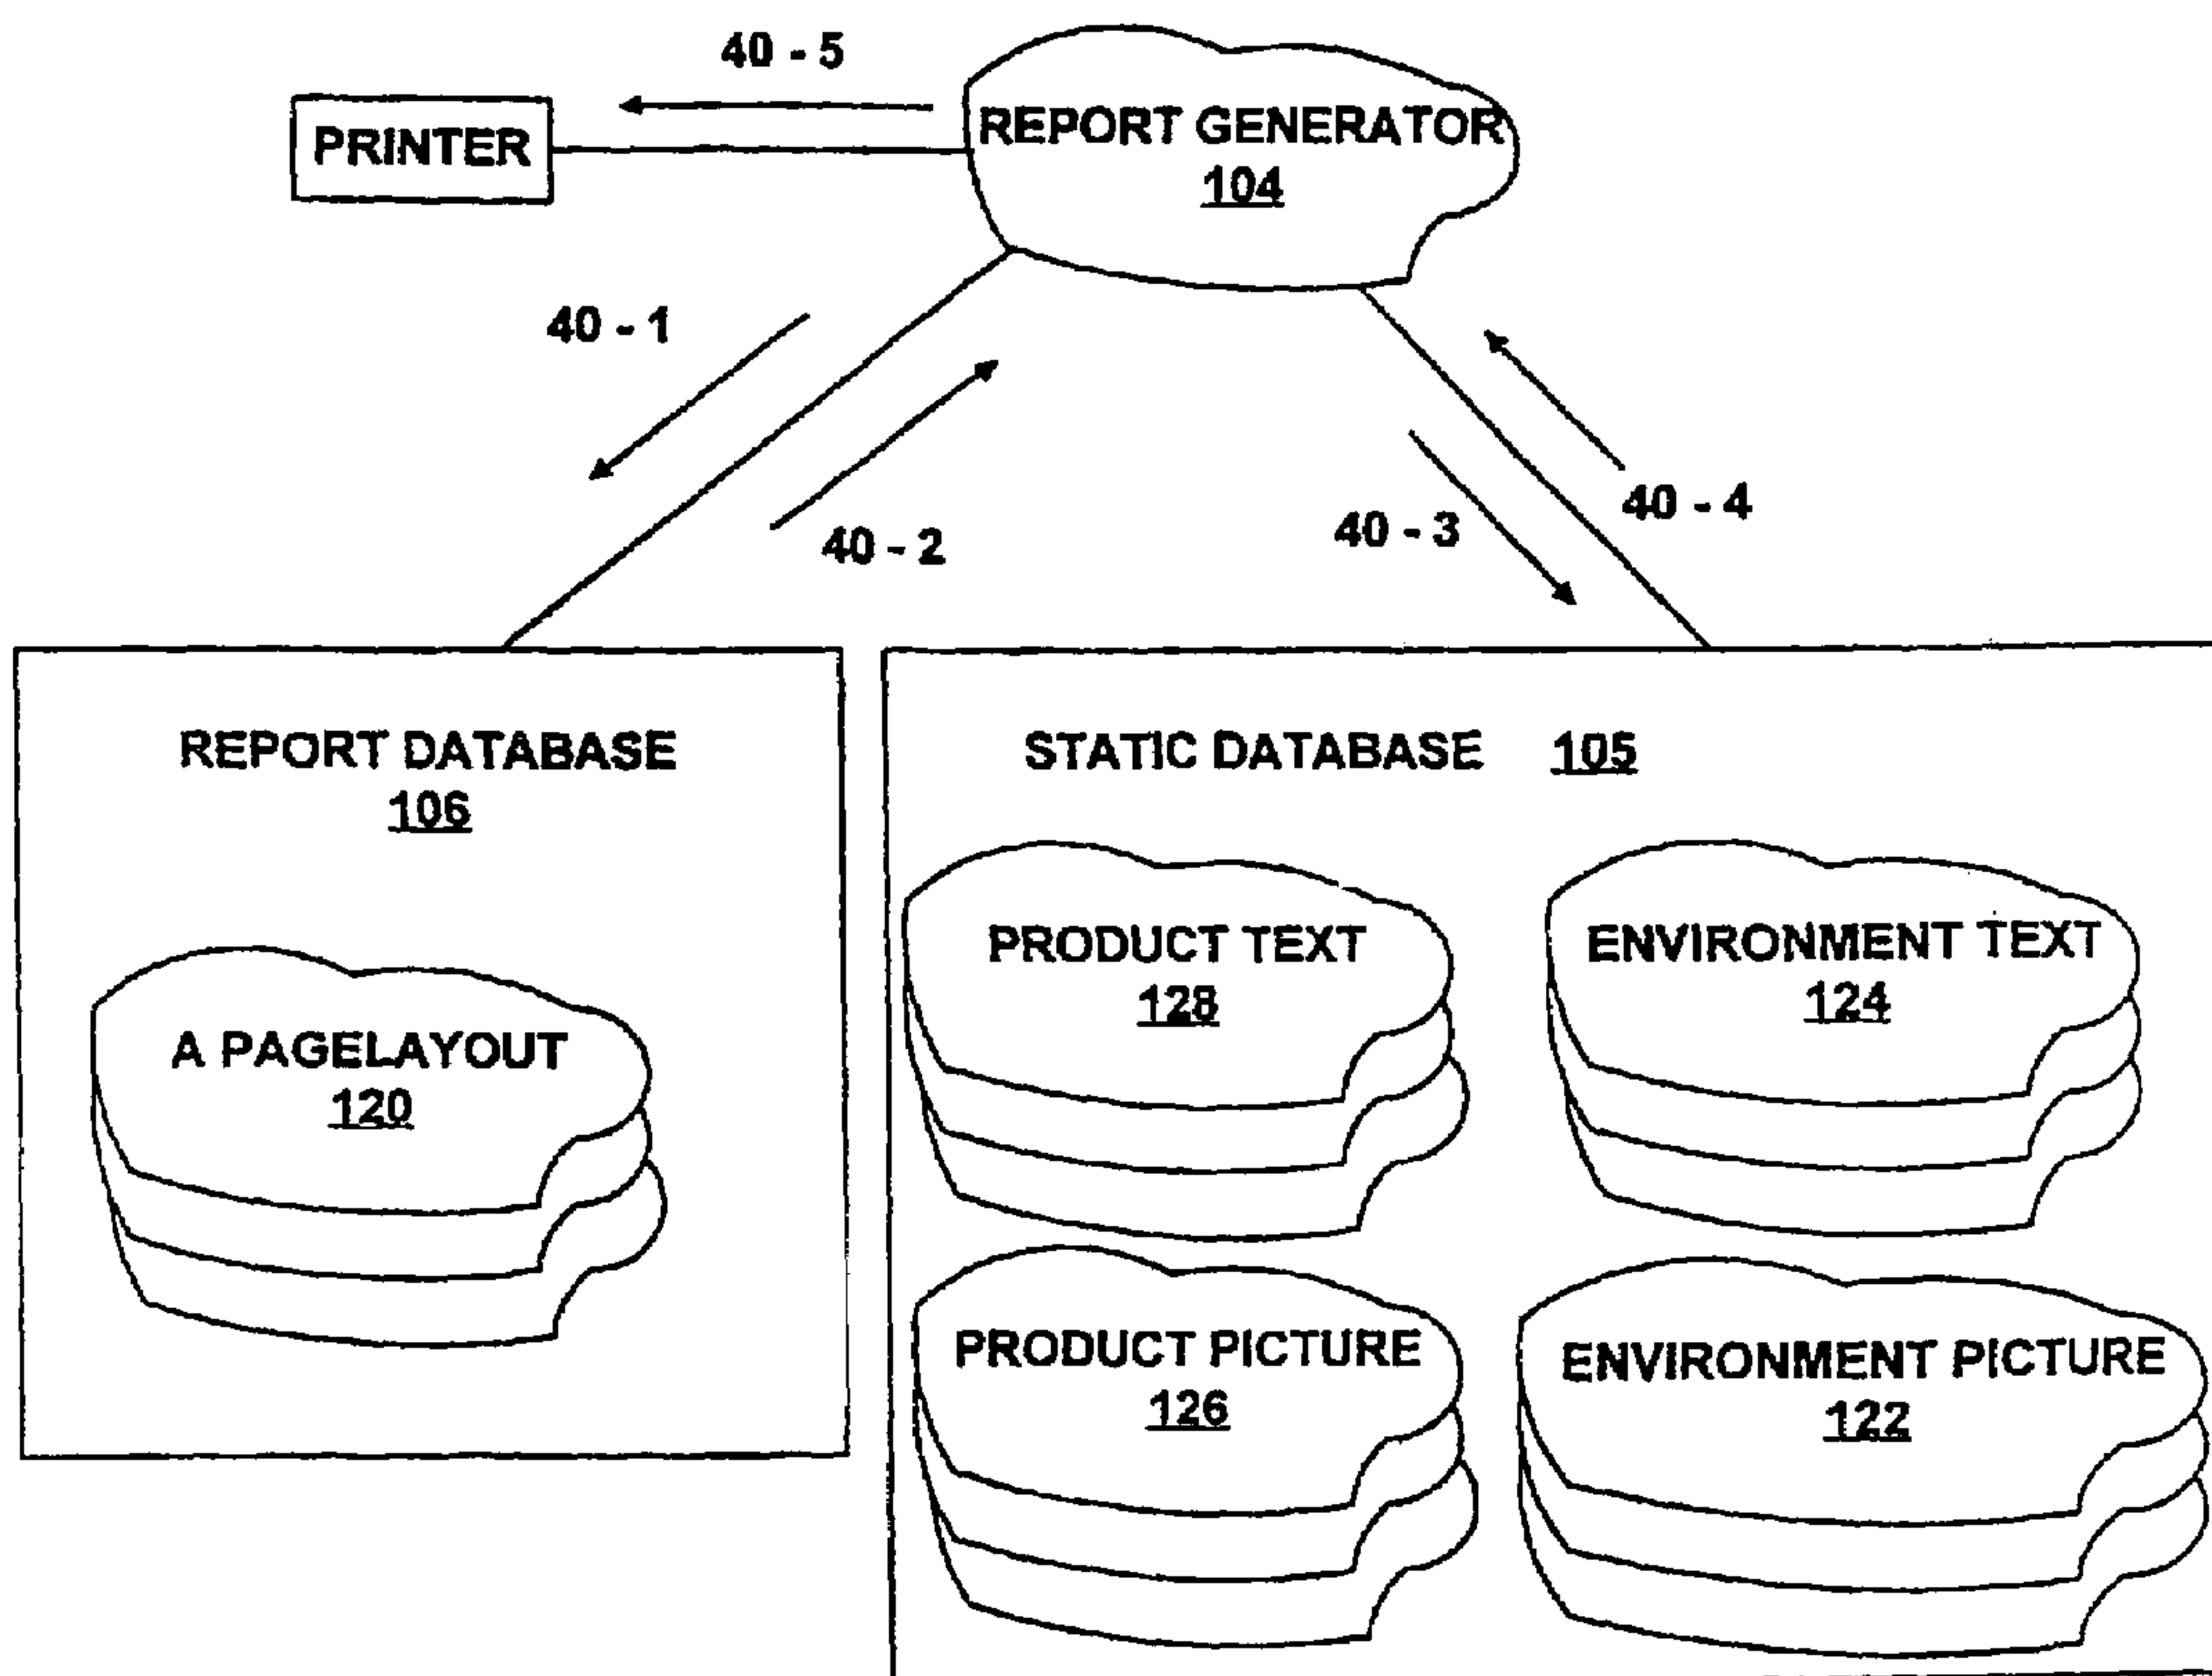 40 - 5
PRINTER
REPORT GENERATOR
104
40 - 1
40 - 2
40 - 3
40 - 4
REPORT DATABASE
106
A PAGELAYOUT
120
STATIC DATABASE 105
PRODUCT TEXT
128
ENVIRONMENT TEXT
124
PRODUCT PICTURE
126
ENVIRONMENT PICTURE
122